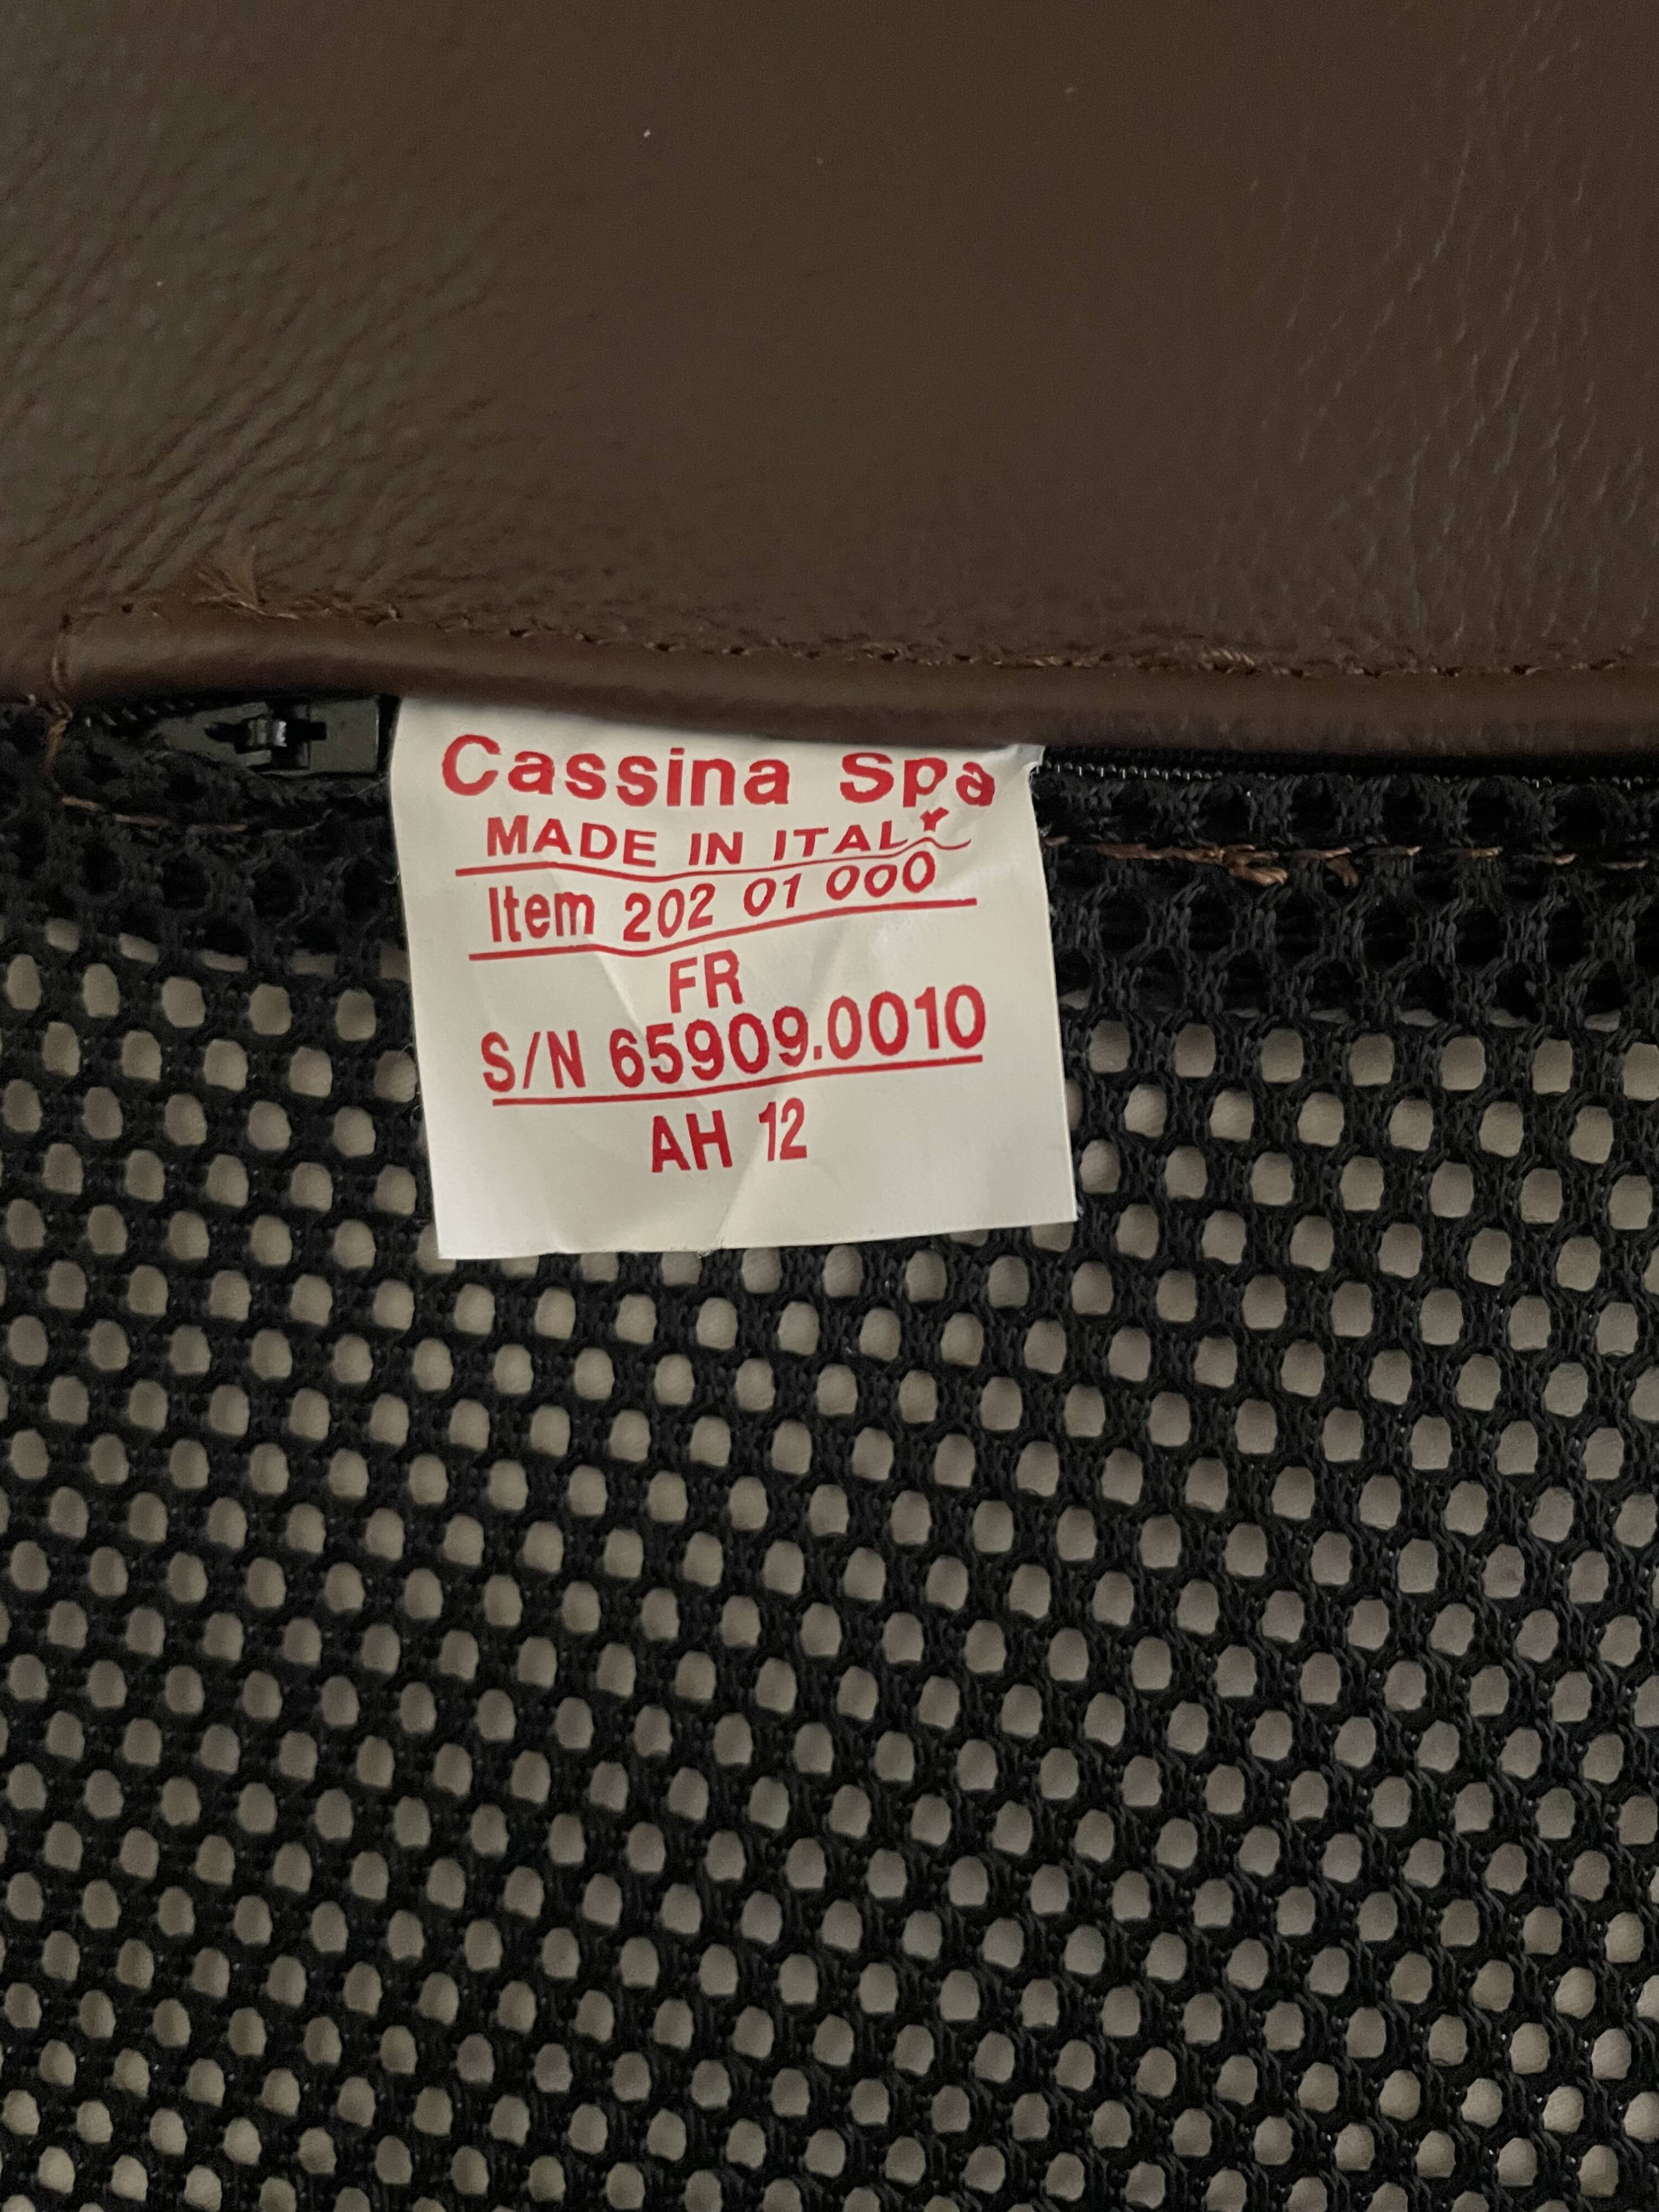 Cassina Spa
MADE IN ITALY
Item 202 01 000
FR
S/N 65909.0010
AH 12